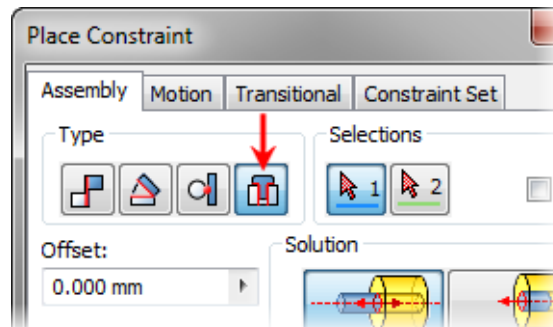 Place Constraint
Assembly Motion Transitional Constraint Set
Type Selections
1 2
Offset: Solution
0.000 mm